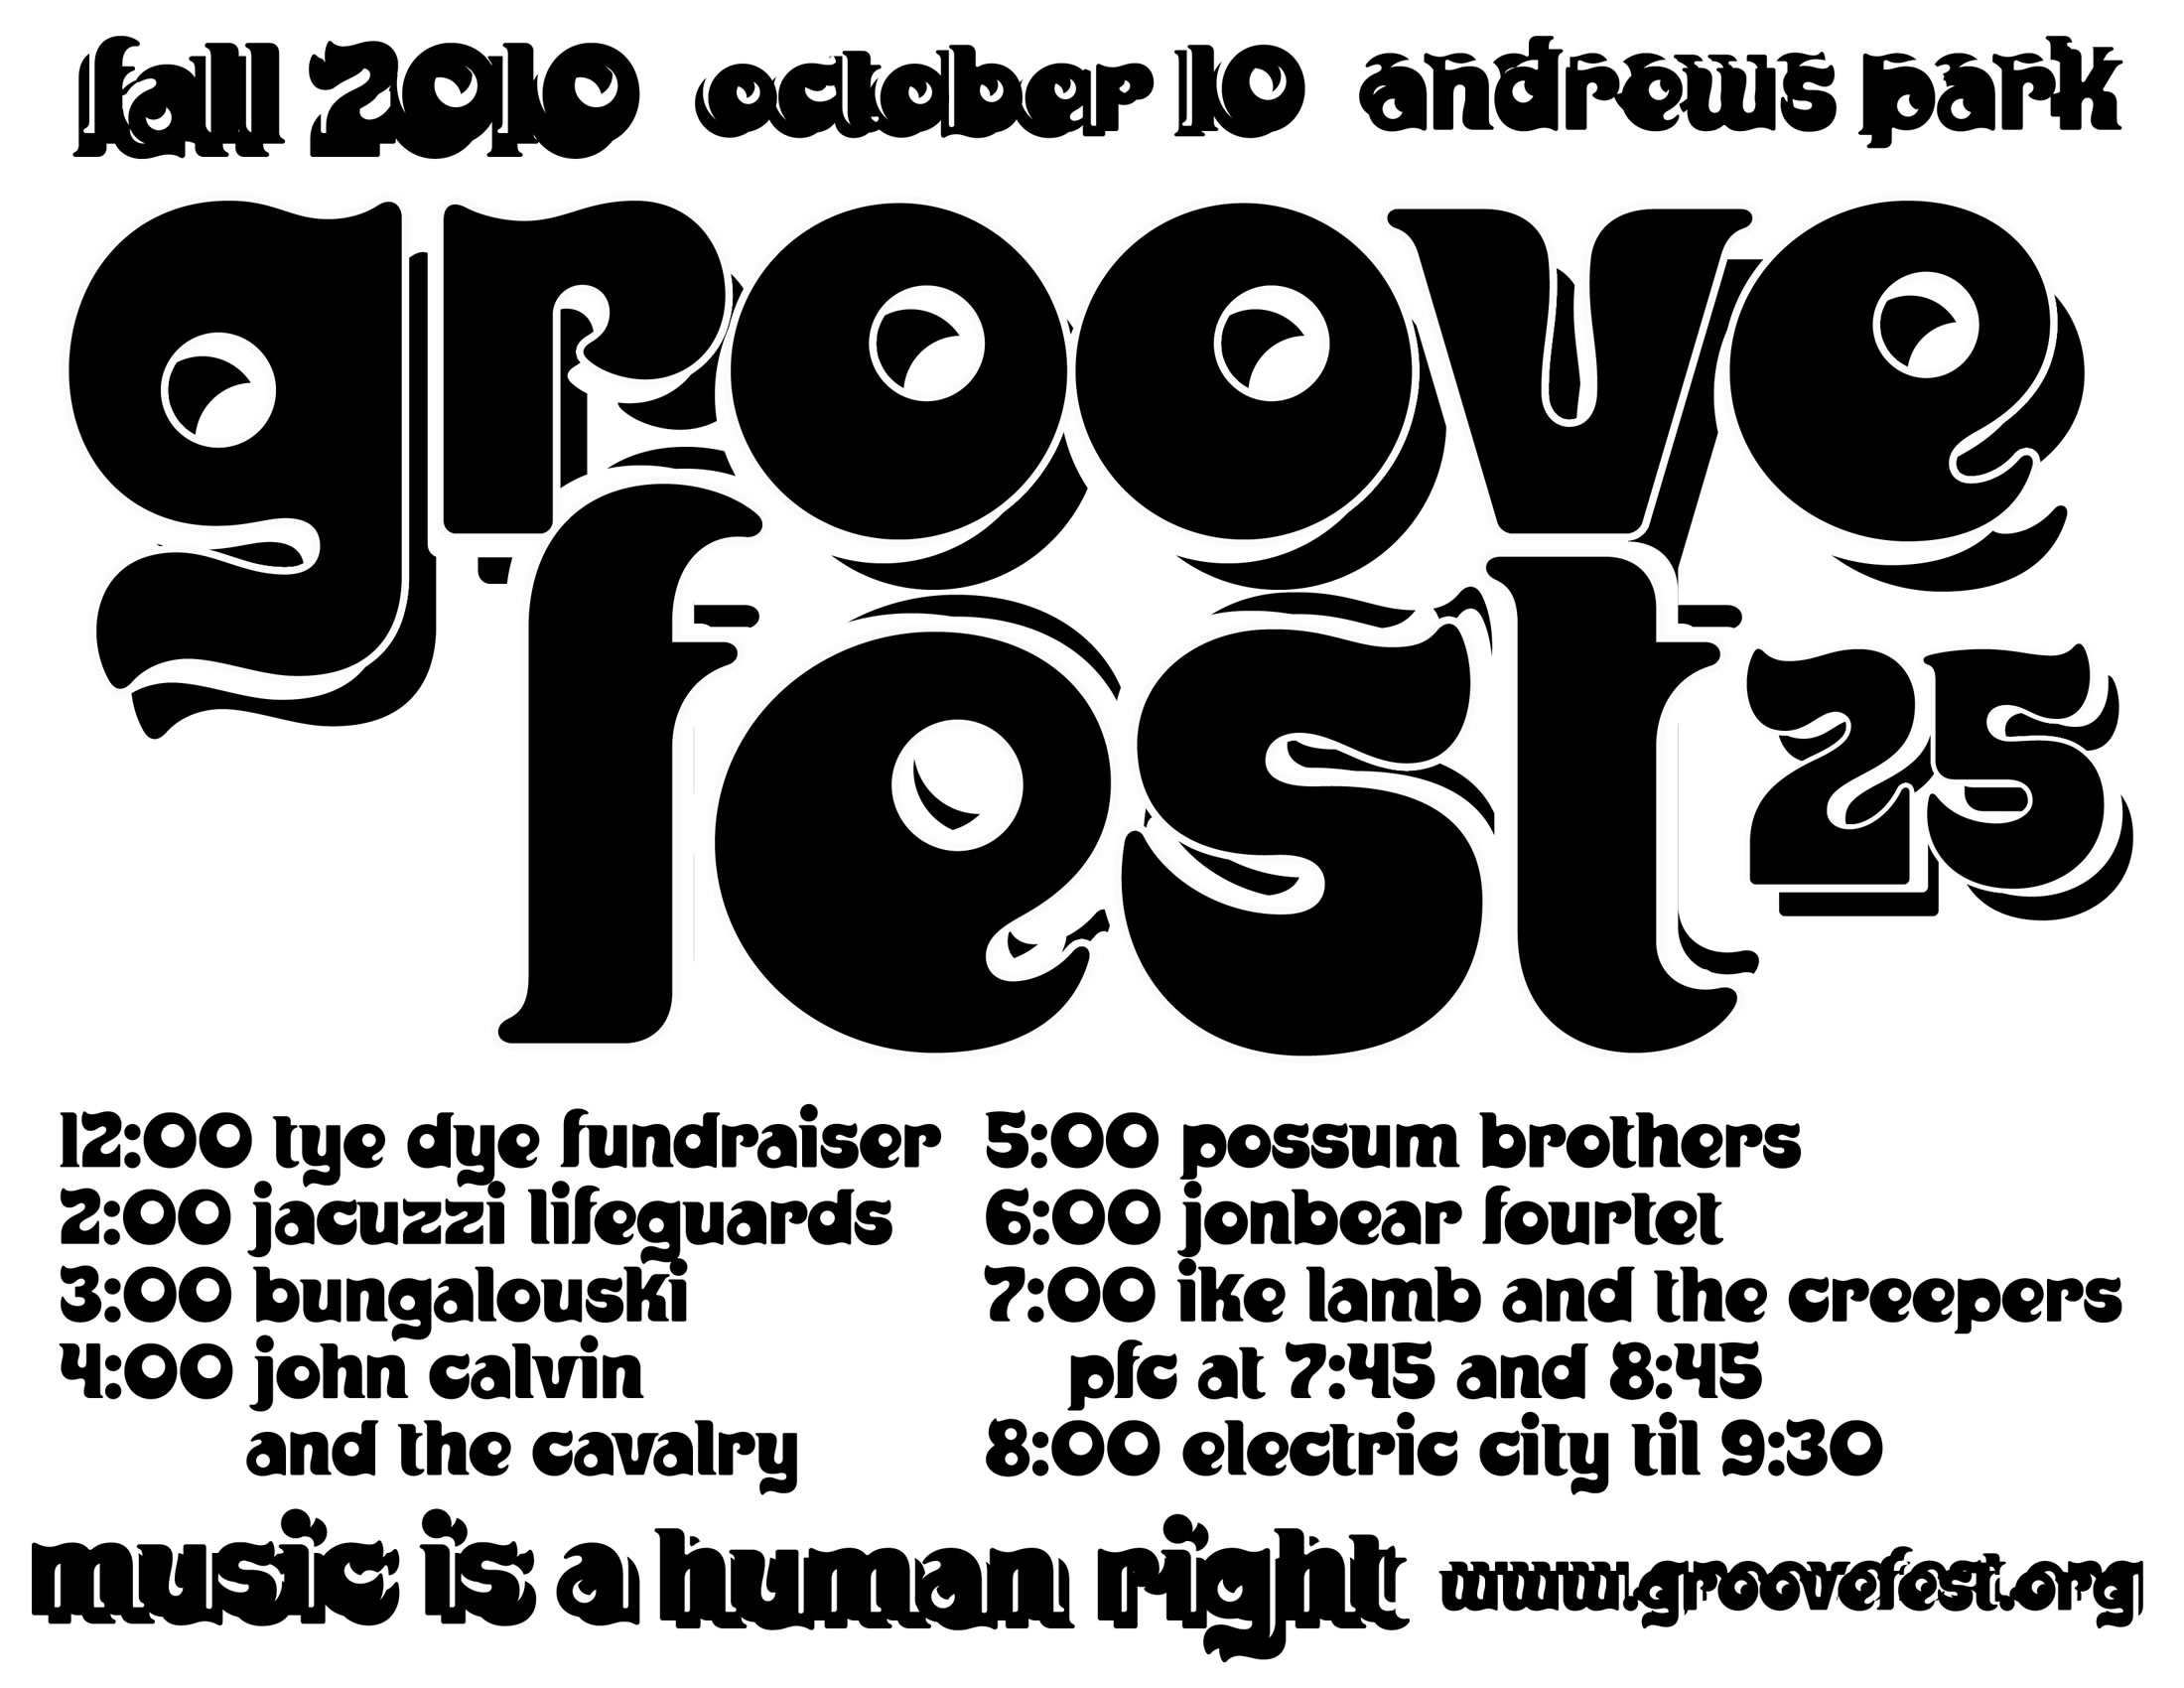 fall 2010 october 10 andrews park
groove
fest 25
12:00 tye dye fundraiser
2:00 jacuzzi lifeguards
3:00 bungalouski
4:00 john calvin
and the cavalry
5:00 possum brothers
6:00 jonbear fourtet
7:00 ike lamb and the creepers
pfc at 7:45 and 8:45
8:00 electric city til 9:30
music is a human right www.groovefest.org